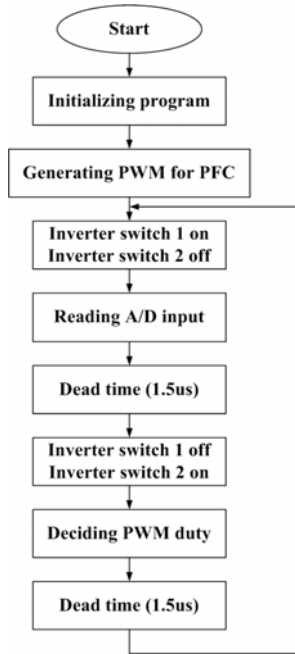 Start
Initializing program
Generating PWM for PFC
Inverter switch 1 on
Inverter switch 2 off
Reading A/D input
Dead time (1.5us)
Inverter switch 1 off
Inverter switch 2 on
Deciding PWM duty
Dead time (1.5us)